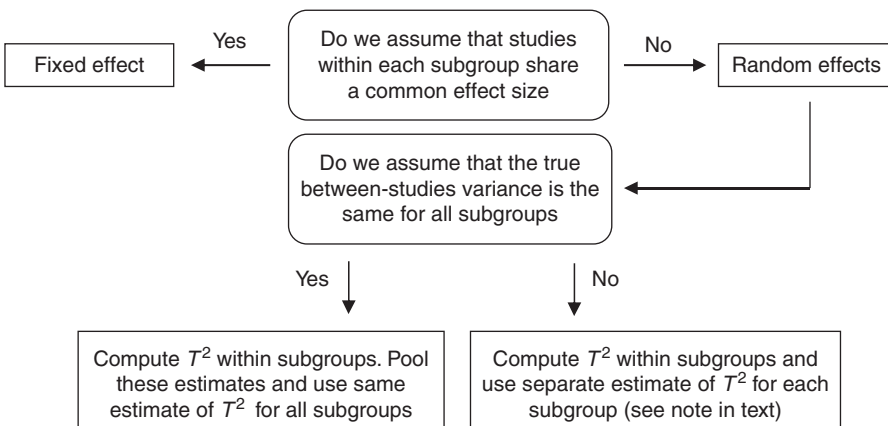 Do we assume that studies
within each subgroup share
a common effect size
Yes
No
Fixed effect
Random effects
Do we assume that the true
between-studies variance is the
same for all subgroups
Yes
No
Compute T² within subgroups. Pool
these estimates and use same
estimate of T² for all subgroups
Compute T² within subgroups and
use separate estimate of T² for each
subgroup (see note in text)